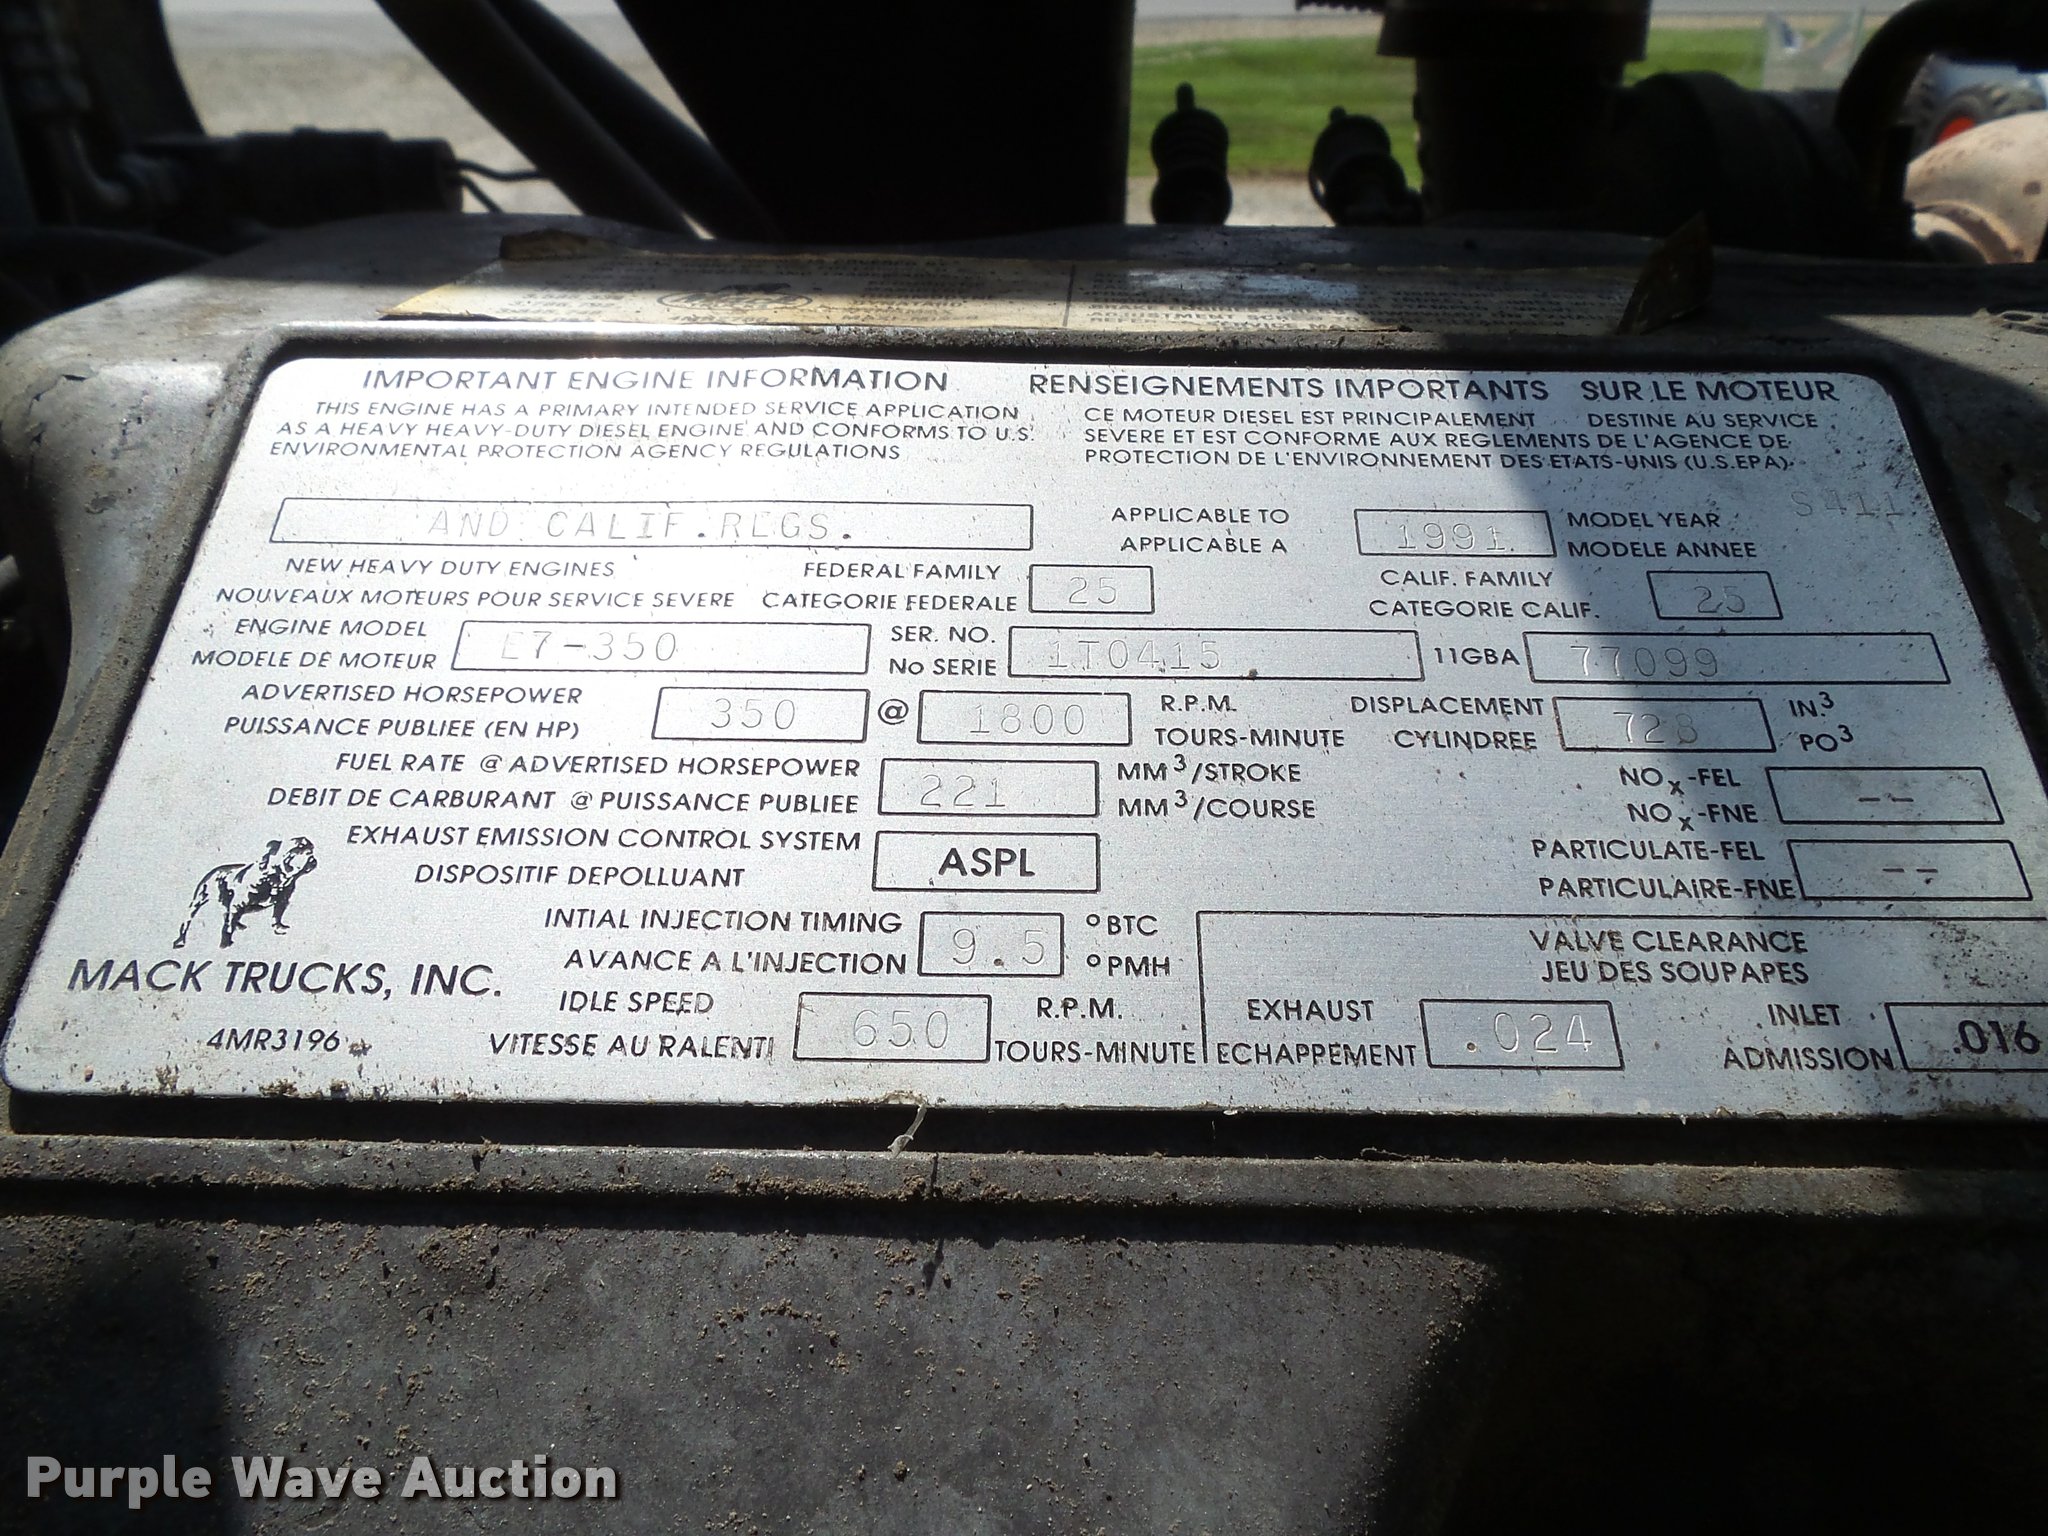 IMPORTANT ENGINE INFORMATION
THIS ENGINE HAS A PRIMARY INTENDED SERVICE APPLICATION
AS A HEAVY HEAVY-DUTY DIESEL ENGINE AND CONFORMS TO U.S.
ENVIRONMENTAL PROTECTION AGENCY REGULATIONS
RENSEIGNEMENTS IMPORTANTS SUR LE MOTEUR
CE MOTEUR DIESEL EST PRINCIPALEMENT DESTINE AU SERVICE
SEVERE ET EST CONFORME AUX REGLEMENTS DE L'AGENCE DE
PROTECTION DE L'ENVIRONNEMENT DES ETATS-UNIS (U.S.EPA).
S411
AND CALIF.REGS.
APPLICABLE TO
APPLICABLE A
1991
MODEL YEAR
MODELE ANNEE
NEW HEAVY DUTY ENGINES
NOUVEAUX MOTEURS POUR SERVICE SEVERE
FEDERAL FAMILY
CATEGORIE FEDERALE
25
CALIF. FAMILY
CATEGORIE CALIF.
25
ENGINE MODEL
MODELE DE MOTEUR
E7-350
SER. NO.
No SERIE
1T0415
11GBA
77099
ADVERTISED HORSEPOWER
PUISSANCE PUBLIEE (EN HP)
350
@
1800
R.P.M.
TOURS-MINUTE
DISPLACEMENT
CYLINDREE
728
IN.³
PO³
FUEL RATE @ ADVERTISED HORSEPOWER
DEBIT DE CARBURANT @ PUISSANCE PUBLIEE
221
MM³/STROKE
MM³/COURSE
NOx-FEL
NOx-FNE
--
EXHAUST EMISSION CONTROL SYSTEM
DISPOSITIF DEPOLLUANT
ASPL
PARTICULATE-FEL
PARTICULAIRE-FNE
--
INTIAL INJECTION TIMING
AVANCE A L'INJECTION
9.5
°BTC
°PMH
VALVE CLEARANCE
JEU DES SOUPAPES
MACK TRUCKS, INC.
4MR3196
IDLE SPEED
VITESSE AU RALENTI
650
R.P.M.
TOURS-MINUTE
EXHAUST
ECHAPPEMENT
.024
INLET
ADMISSION
.016
Purple Wave Auction